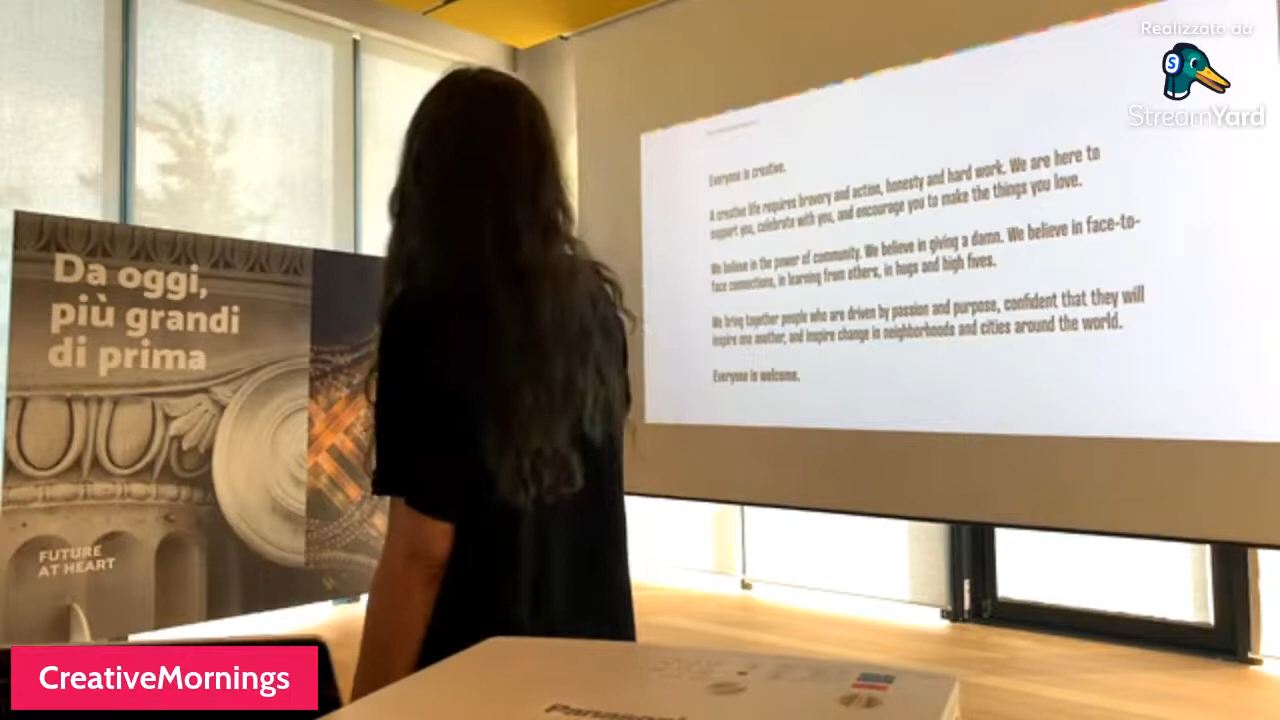 Realizzato da
StreamYard
Everyone is creative.
A creative life requires bravery and action, honesty and hard work. We are here to
support you, celebrate with you, and encourage you to make the things you love.
We believe in the power of community. We believe in giving a damn. We believe in face-to-
face connections, in learning from others, in hugs and high fives.
We bring together people who are driven by passion and purpose, confident that they will
inspire one another, and inspire change in neighborhoods and cities around the world.
Everyone is welcome.
Da oggi,
più grandi
di prima
FUTURE
AT HEART
CreativeMornings
Panasonic